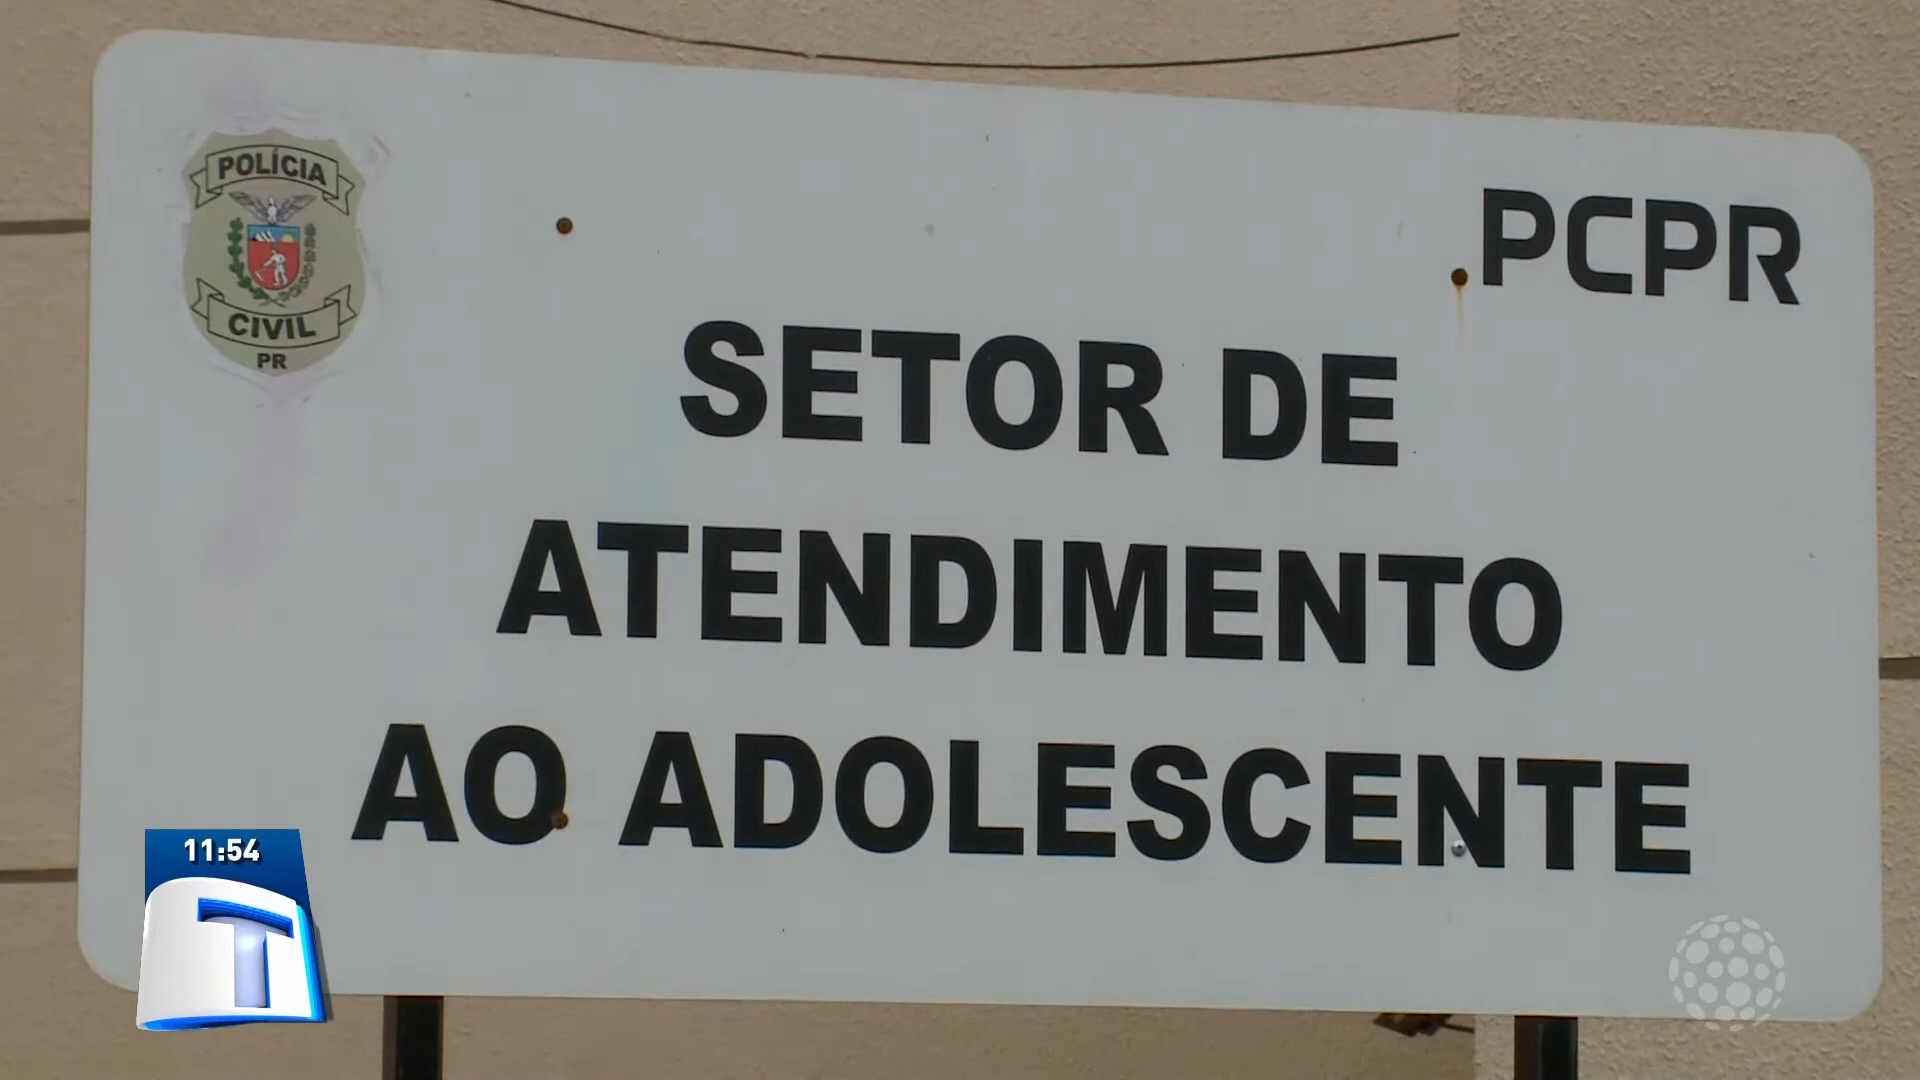 POLÍCIA
CIVIL
PR
PCPR
SETOR DE
ATENDIMENTO
AO ADOLESCENTE
11:54
T